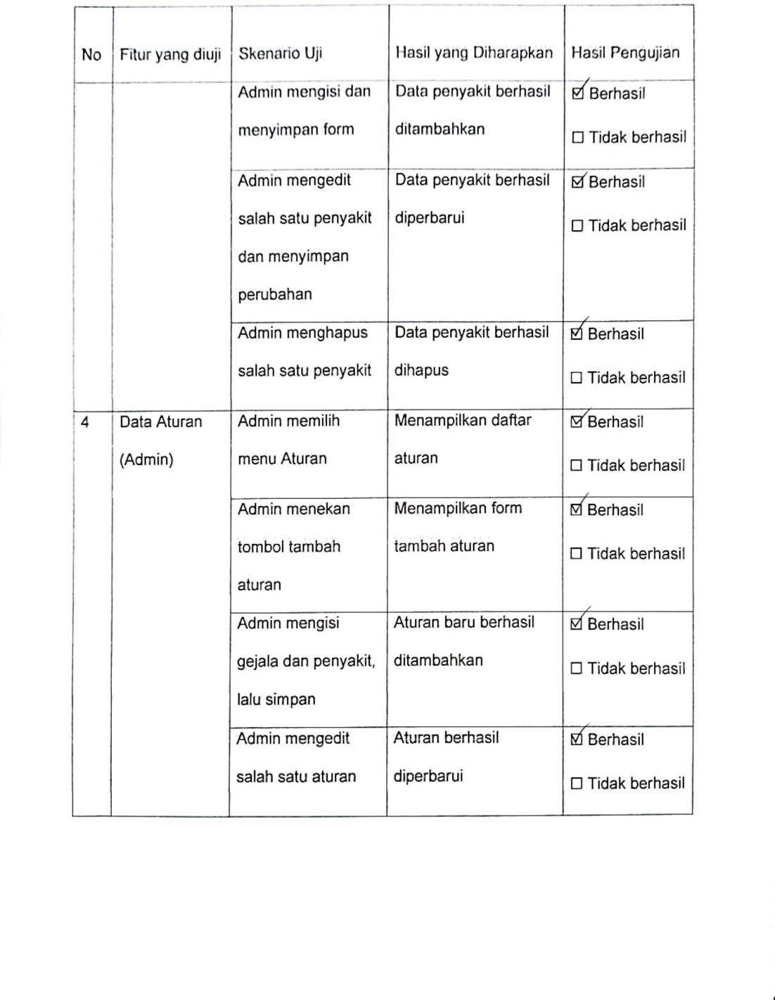 No Fitur yang diuji Skenario Uji Hasil yang Diharapkan Hasil Pengujian
Admin mengisi dan Data penyakit berhasil ☑ Berhasil
menyimpan form ditambahkan ☐ Tidak berhasil
Admin mengedit Data penyakit berhasil ☑ Berhasil
salah satu penyakit diperbarui ☐ Tidak berhasil
dan menyimpan
perubahan
Admin menghapus Data penyakit berhasil ☑ Berhasil
salah satu penyakit dihapus ☐ Tidak berhasil
4 Data Aturan Admin memilih Menampilkan daftar ☑ Berhasil
(Admin) menu Aturan aturan ☐ Tidak berhasil
Admin menekan Menampilkan form ☑ Berhasil
tombol tambah tambah aturan ☐ Tidak berhasil
aturan
Admin mengisi Aturan baru berhasil ☑ Berhasil
gejala dan penyakit, ditambahkan ☐ Tidak berhasil
lalu simpan
Admin mengedit Aturan berhasil ☑ Berhasil
salah satu aturan diperbarui ☐ Tidak berhasil